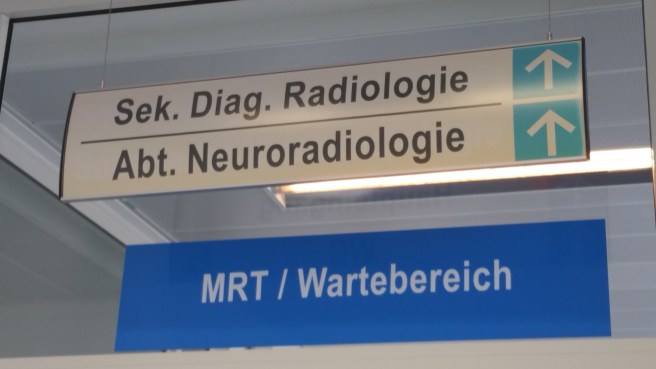 Sek. Diag. Radiologie
Abt. Neuroradiologie
MRT / Wartebereich